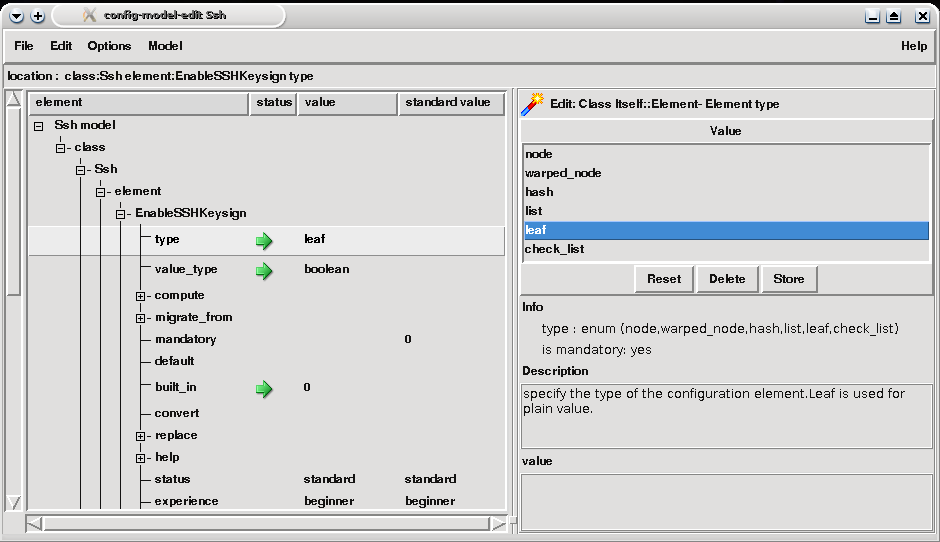 config-model-edit Ssh
File Edit Options Model Help
location : class:Ssh element:EnableSSHKeysign type
element status value standard value
Ssh model
class
Ssh
element
EnableSSHKeysign
type leaf
value_type boolean
compute
migrate_from
mandatory 0
default
built_in 0
convert
replace
help
status standard standard
experience beginner beginner
Edit: Class Itself::Element- Element type
Value
node
warped_node
hash
list
leaf
check_list
Reset Delete Store
Info
type : enum (node,warped_node,hash,list,leaf,check_list)
is mandatory: yes
Description
specify the type of the configuration element.Leaf is used for
plain value.
value